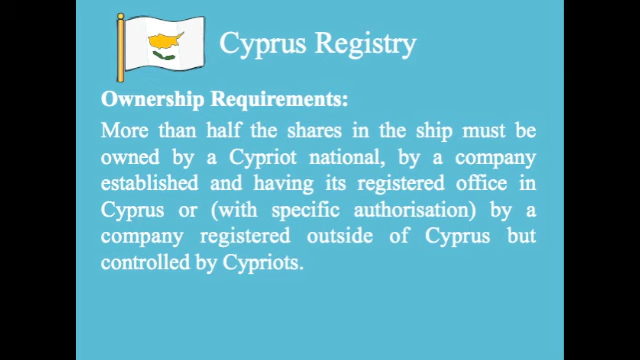 Cyprus Registry
Ownership Requirements:
More than half the shares in the ship must be
owned by a Cypriot national, by a company
established and having its registered office in
Cyprus or (with specific authorisation) by a
company registered outside of Cyprus but
controlled by Cypriots.